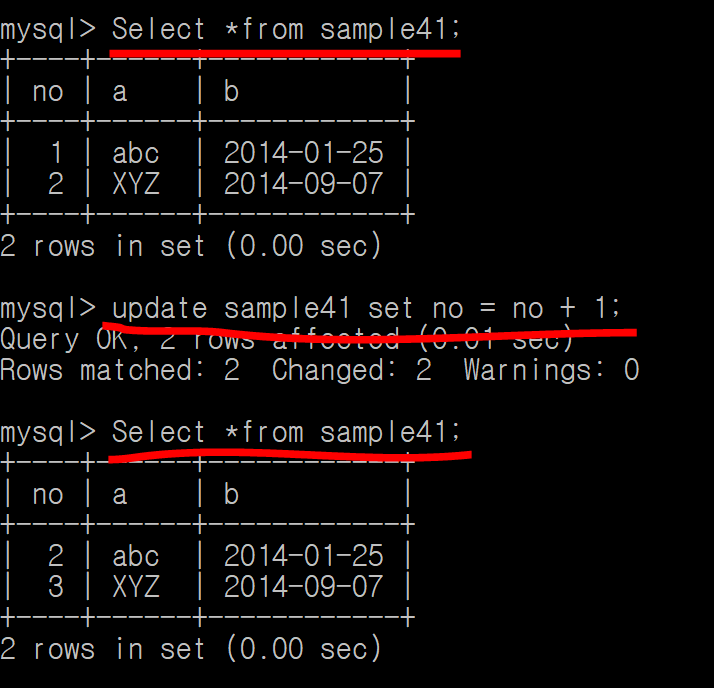 mysql> Select *from sample41;
+----+------+------------+
| no | a    | b          |
+----+------+------------+
|  1 | abc  | 2014-01-25 |
|  2 | XYZ  | 2014-09-07 |
+----+------+------------+
2 rows in set (0.00 sec)
mysql> update sample41 set no = no + 1;
Query OK, 2 rows affected (0.01 sec)
Rows matched: 2  Changed: 2  Warnings: 0
mysql> Select *from sample41;
+----+------+------------+
| no | a    | b          |
+----+------+------------+
|  2 | abc  | 2014-01-25 |
|  3 | XYZ  | 2014-09-07 |
+----+------+------------+
2 rows in set (0.00 sec)